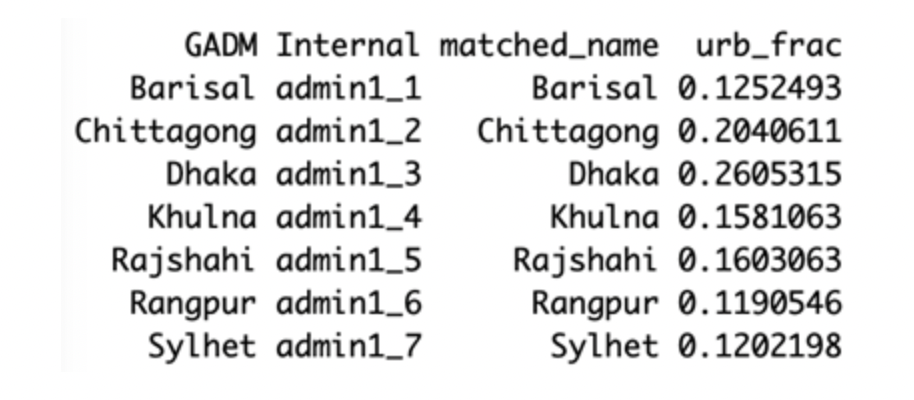 GADM Internal matched_name urb_frac
Barisal admin1_1 Barisal 0.1252493
Chittagong admin1_2 Chittagong 0.2040611
Dhaka admin1_3 Dhaka 0.2605315
Khulna admin1_4 Khulna 0.1581063
Rajshahi admin1_5 Rajshahi 0.1603063
Rangpur admin1_6 Rangpur 0.1190546
Sylhet admin1_7 Sylhet 0.1202198